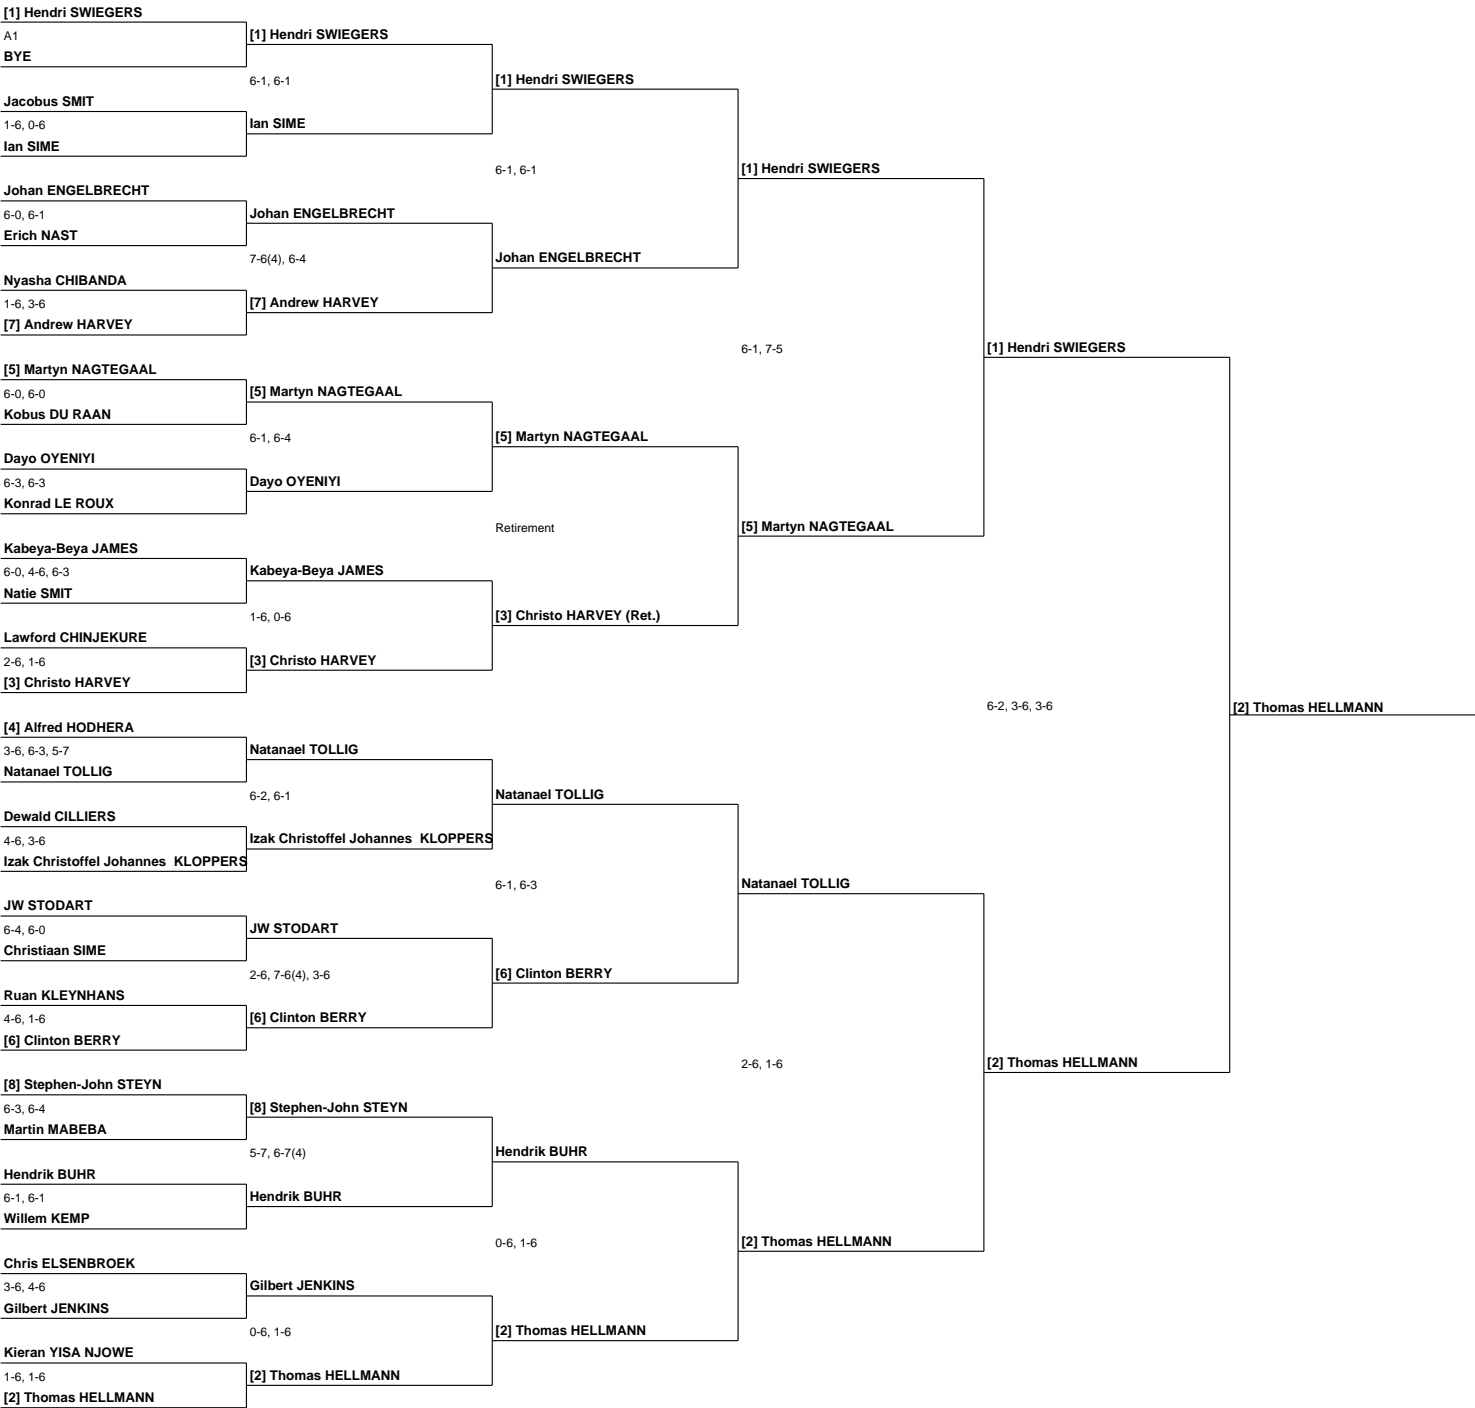 [1] Hendri SWIEGERS
A1
BYE
Jacobus SMIT
1-6, 0-6
Ian SIME
Johan ENGELBRECHT
6-0, 6-1
Erich NAST
Nyasha CHIBANDA
1-6, 3-6
[7] Andrew HARVEY
[5] Martyn NAGTEGAAL
6-0, 6-0
Kobus DU RAAN
Dayo OYENIYI
6-3, 6-3
Konrad LE ROUX
Kabeya-Beya JAMES
6-0, 4-6, 6-3
Natie SMIT
Lawford CHINJEKURE
2-6, 1-6
[3] Christo HARVEY
[4] Alfred HODHERA
3-6, 6-3, 5-7
Natanael TOLLIG
Dewald CILLIERS
4-6, 3-6
Izak Christoffel Johannes  KLOPPERS
JW STODART
6-4, 6-0
Christiaan SIME
Ruan KLEYNHANS
4-6, 1-6
[6] Clinton BERRY
[8] Stephen-John STEYN
6-3, 6-4
Martin MABEBA
Hendrik BUHR
6-1, 6-1
Willem KEMP
Chris ELSENBROEK
3-6, 4-6
Gilbert JENKINS
Kieran YISA NJOWE
1-6, 1-6
[2] Thomas HELLMANN
[1] Hendri SWIEGERS
6-1, 6-1
Ian SIME
Johan ENGELBRECHT
7-6(4), 6-4
[7] Andrew HARVEY
[5] Martyn NAGTEGAAL
6-1, 6-4
Dayo OYENIYI
Kabeya-Beya JAMES
1-6, 0-6
[3] Christo HARVEY
Natanael TOLLIG
6-2, 6-1
Izak Christoffel Johannes  KLOPPERS
JW STODART
2-6, 7-6(4), 3-6
[6] Clinton BERRY
[8] Stephen-John STEYN
5-7, 6-7(4)
Hendrik BUHR
Gilbert JENKINS
0-6, 1-6
[2] Thomas HELLMANN
[1] Hendri SWIEGERS
6-1, 6-1
Johan ENGELBRECHT
[5] Martyn NAGTEGAAL
Retirement
[3] Christo HARVEY (Ret.)
Natanael TOLLIG
6-1, 6-3
[6] Clinton BERRY
Hendrik BUHR
0-6, 1-6
[2] Thomas HELLMANN
[1] Hendri SWIEGERS
6-1, 7-5
[5] Martyn NAGTEGAAL
Natanael TOLLIG
2-6, 1-6
[2] Thomas HELLMANN
[1] Hendri SWIEGERS
6-2, 3-6, 3-6
[2] Thomas HELLMANN
[2] Thomas HELLMANN